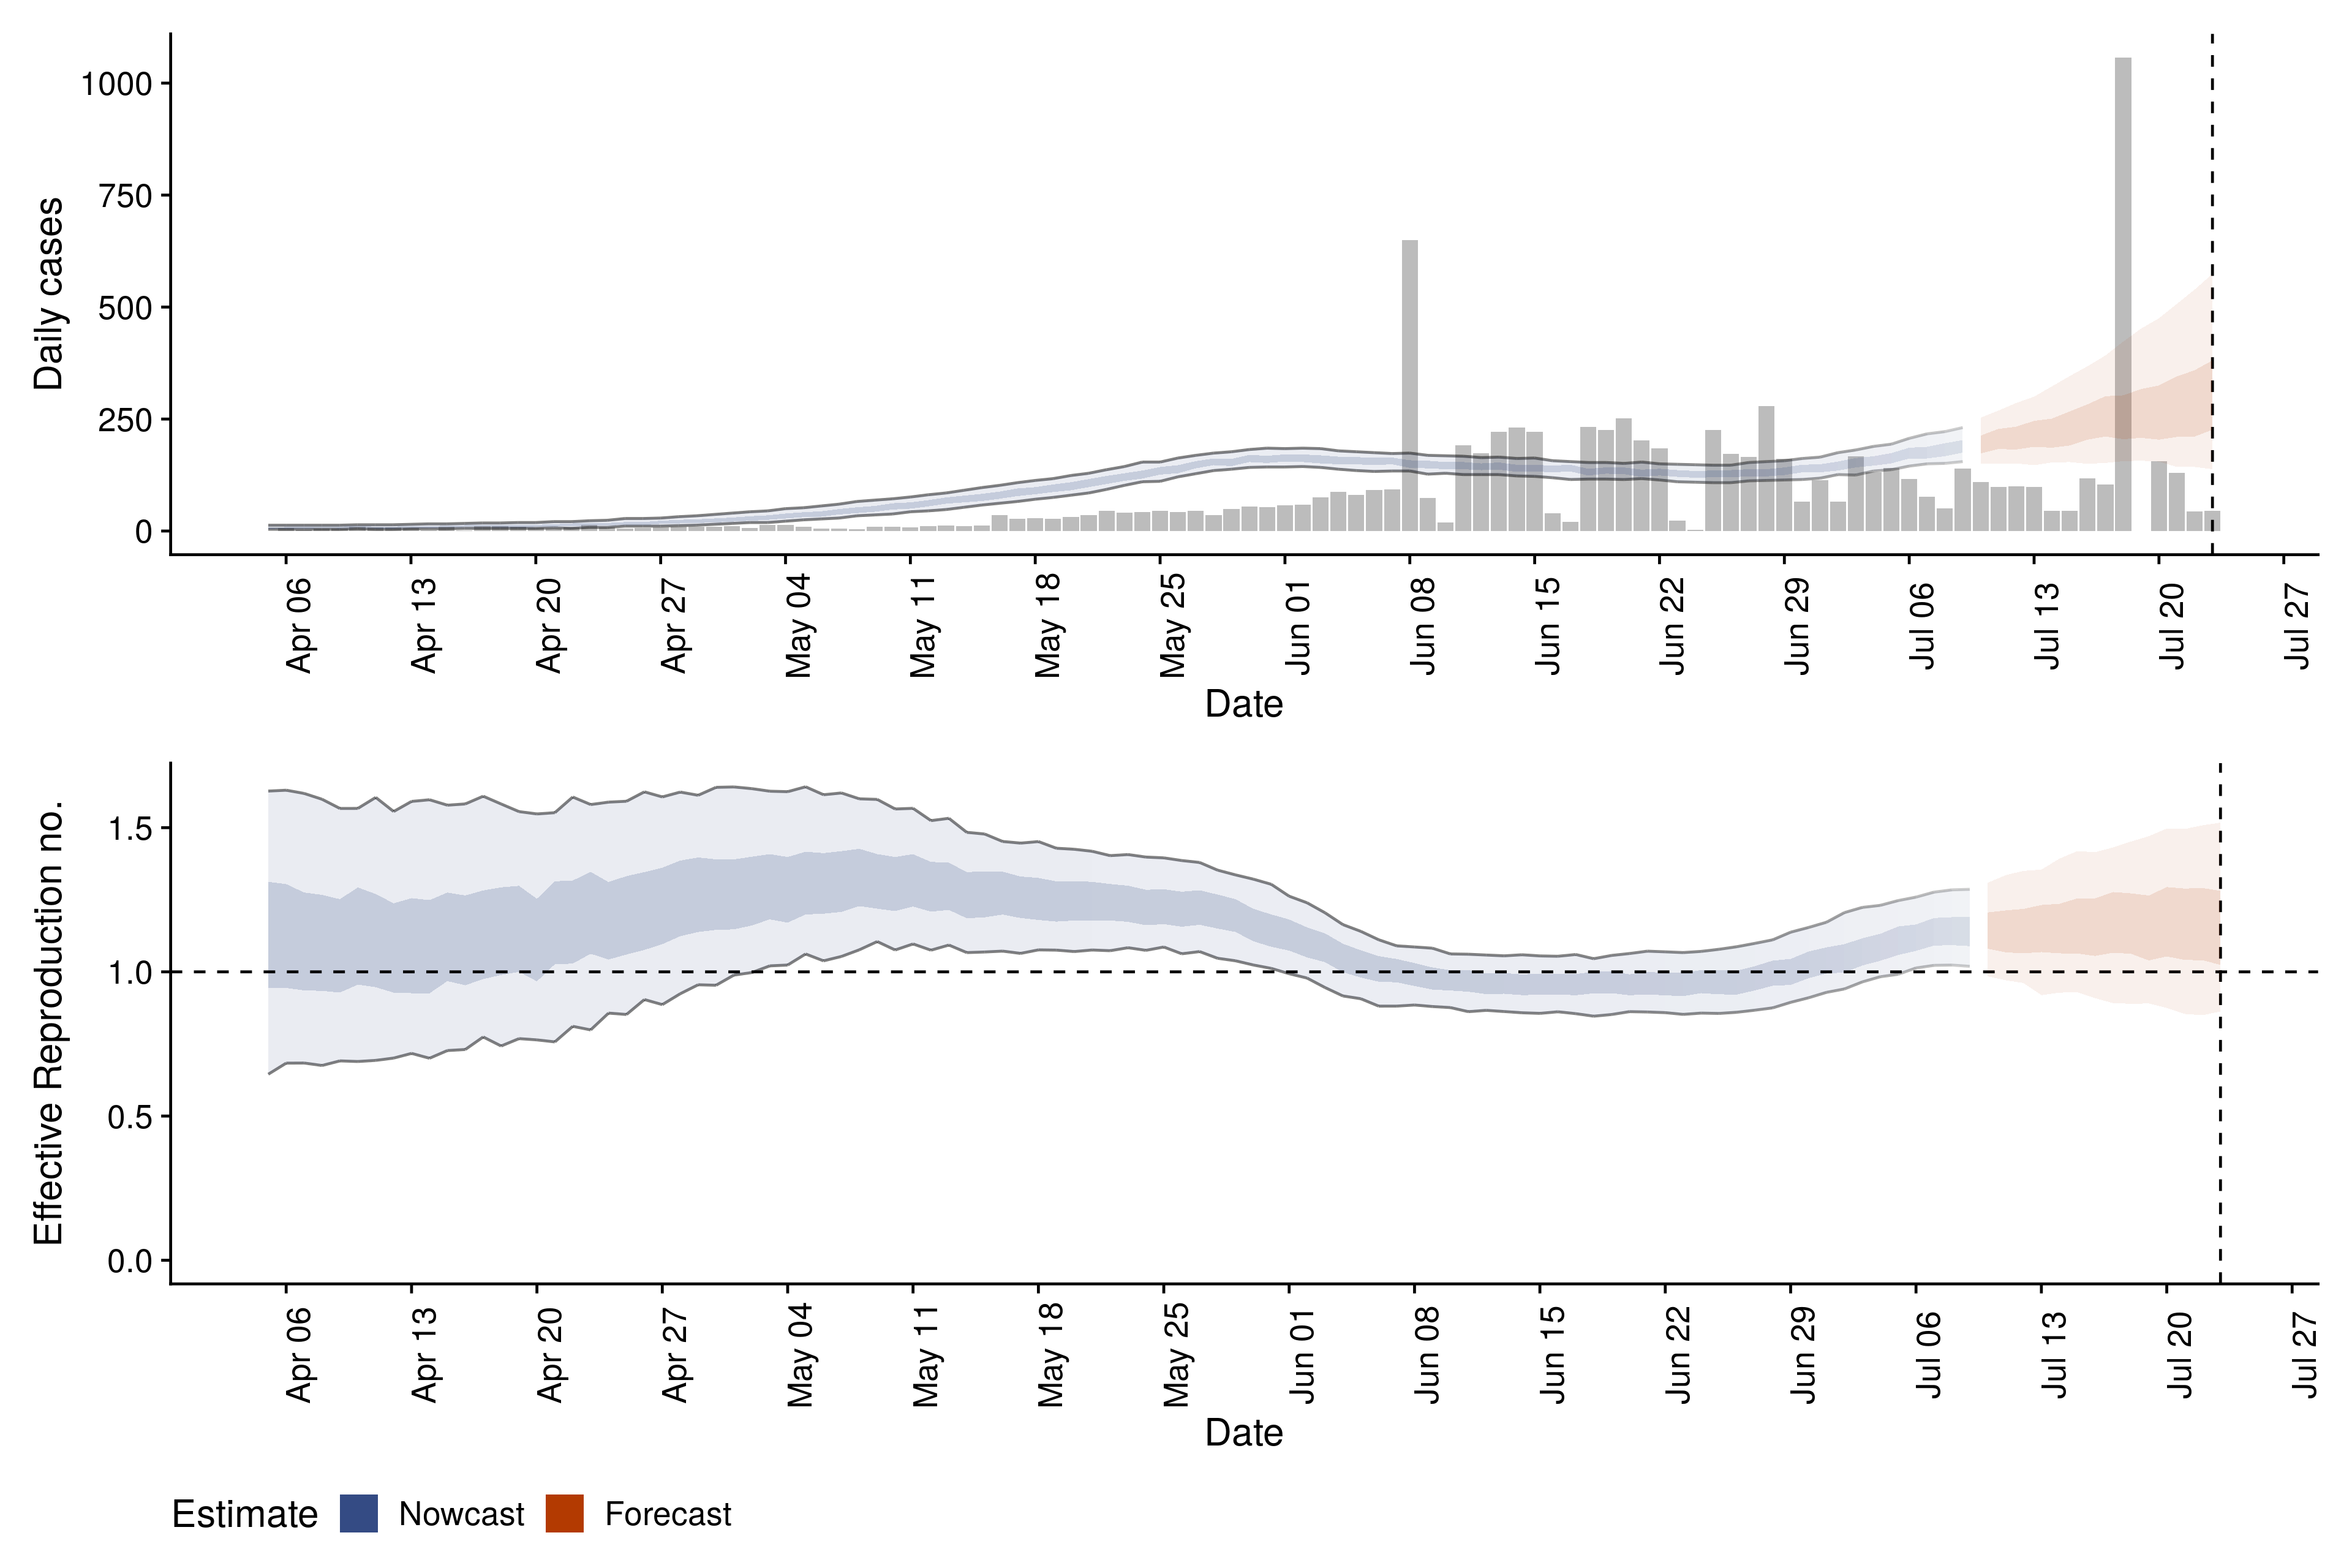 Daily cases
1000
750
500
250
0
Apr 06
Apr 13
Apr 20
Apr 27
May 04
May 11
May 18
May 25
Jun 01
Jun 08
Jun 15
Jun 22
Jun 29
Jul 06
Jul 13
Jul 20
Jul 27
Date
Effective Reproduction no.
1.5
1.0
0.5
0.0
Apr 06
Apr 13
Apr 20
Apr 27
May 04
May 11
May 18
May 25
Jun 01
Jun 08
Jun 15
Jun 22
Jun 29
Jul 06
Jul 13
Jul 20
Jul 27
Date
Estimate Nowcast Forecast